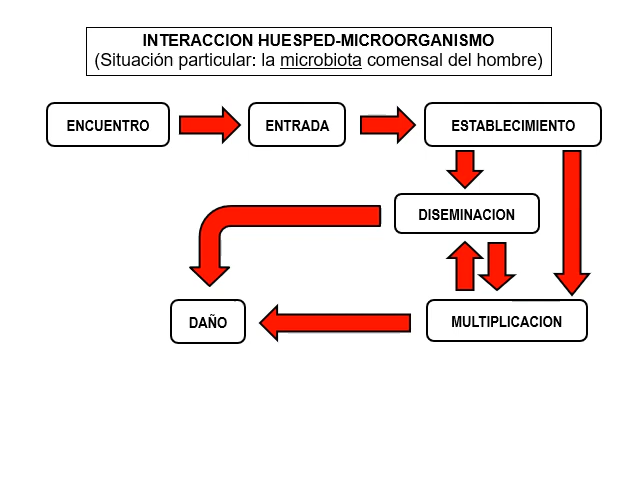 INTERACCION HUESPED-MICROORGANISMO
(Situación particular: la microbiota comensal del hombre)
ENCUENTRO
ENTRADA
ESTABLECIMIENTO
DISEMINACION
DAÑO
MULTIPLICACION